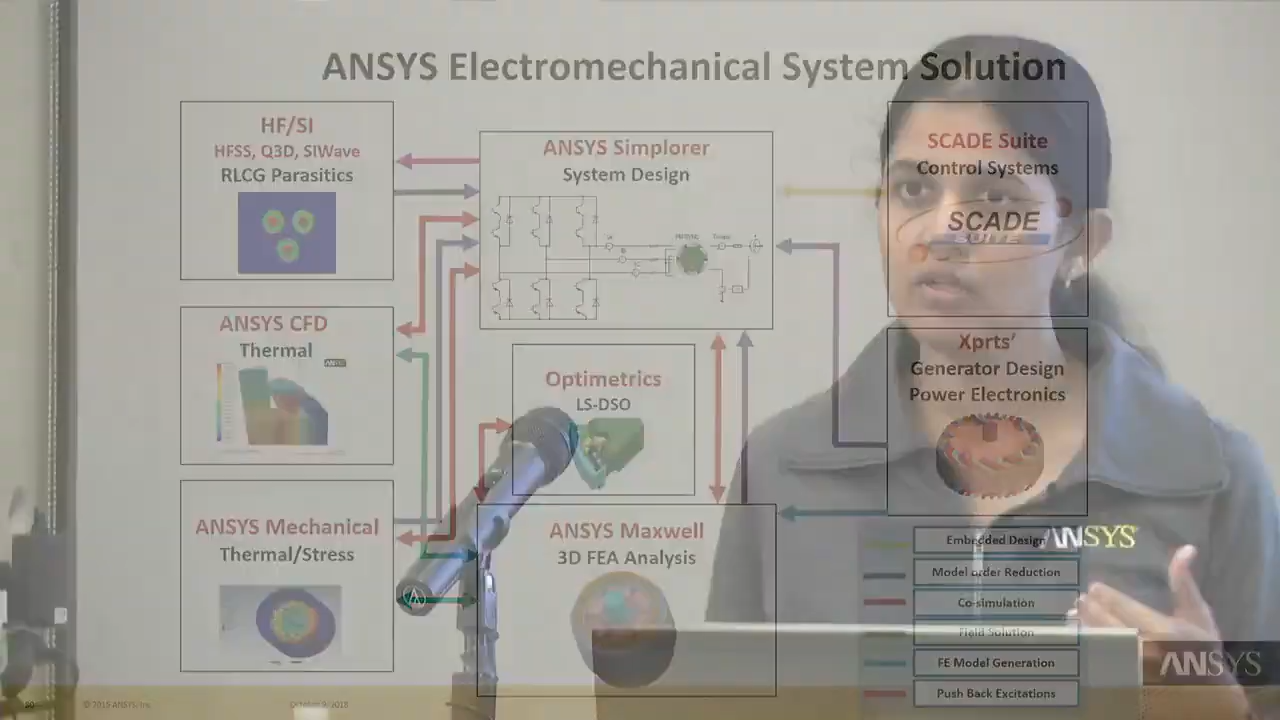 ANSYS Electromechanical System Solution
HF/SI
HFSS, Q3D, SIWave
RLCG Parasitics
ANSYS Simplorer
System Design
SCADE Suite
Control Systems
SCADE
SUITE
ANSYS CFD
Thermal
ANSYS
Optimetrics
LS-DSO
Xprts’
Generator Design
Power Electronics
ANSYS Mechanical
Thermal/Stress
ANSYS Maxwell
3D FEA Analysis
ANSYS
Embedded Design
Model order Reduction
Co-simulation
Field Solution
FE Model Generation
Push Back Excitations
ANSYS
© 2015 ANSYS, Inc.